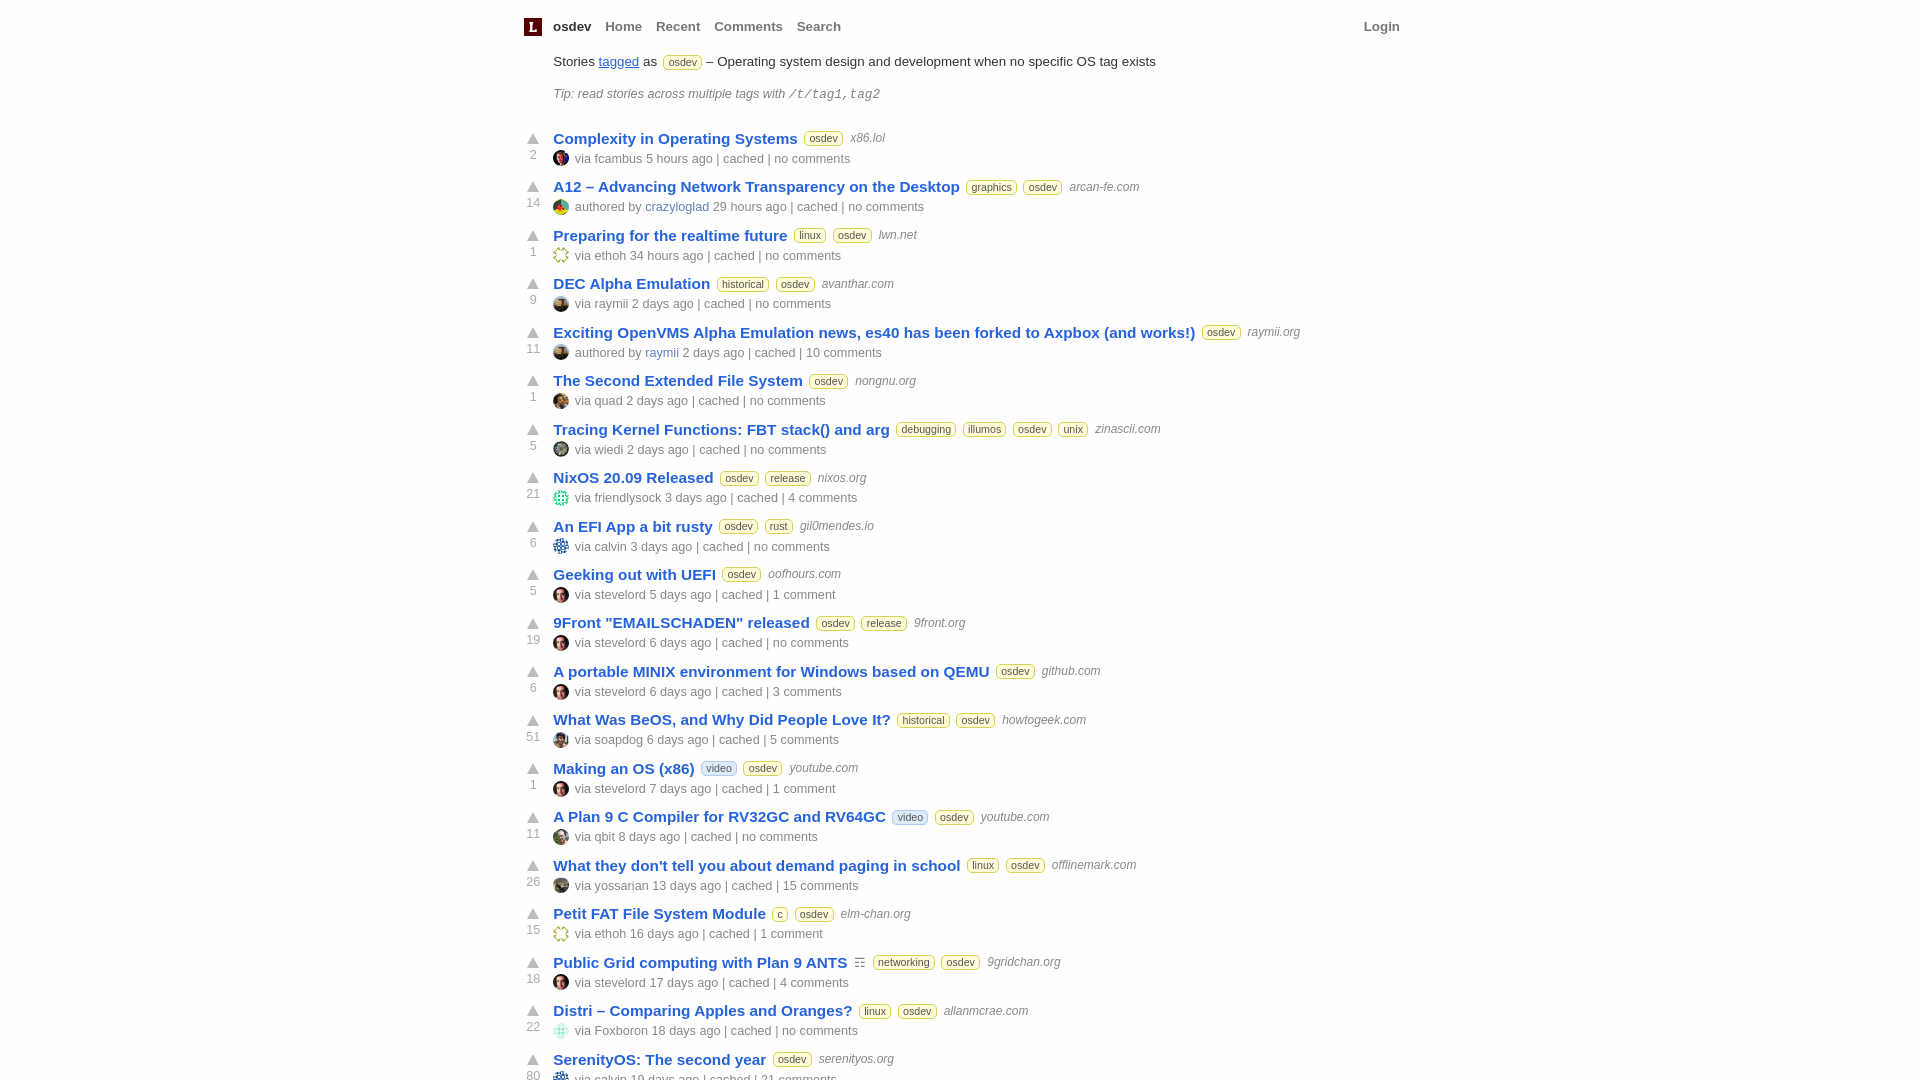 L osdev Home Recent Comments Search Login
Stories tagged as osdev – Operating system design and development when no specific OS tag exists
Tip: read stories across multiple tags with /t/tag1,tag2
Complexity in Operating Systems osdev x86.lol
2 via fcambus 5 hours ago | cached | no comments
A12 – Advancing Network Transparency on the Desktop graphics osdev arcan-fe.com
14 authored by crazyloglad 29 hours ago | cached | no comments
Preparing for the realtime future linux osdev lwn.net
1 via ethoh 34 hours ago | cached | no comments
DEC Alpha Emulation historical osdev avanthar.com
9 via raymii 2 days ago | cached | no comments
Exciting OpenVMS Alpha Emulation news, es40 has been forked to Axpbox (and works!) osdev raymii.org
11 authored by raymii 2 days ago | cached | 10 comments
The Second Extended File System osdev nongnu.org
1 via quad 2 days ago | cached | no comments
Tracing Kernel Functions: FBT stack() and arg debugging illumos osdev unix zinascii.com
5 via wiedi 2 days ago | cached | no comments
NixOS 20.09 Released osdev release nixos.org
21 via friendlysock 3 days ago | cached | 4 comments
An EFI App a bit rusty osdev rust gil0mendes.io
6 via calvin 3 days ago | cached | no comments
Geeking out with UEFI osdev oofhours.com
5 via stevelord 5 days ago | cached | 1 comment
9Front "EMAILSCHADEN" released osdev release 9front.org
19 via stevelord 6 days ago | cached | no comments
A portable MINIX environment for Windows based on QEMU osdev github.com
6 via stevelord 6 days ago | cached | 3 comments
What Was BeOS, and Why Did People Love It? historical osdev howtogeek.com
51 via soapdog 6 days ago | cached | 5 comments
Making an OS (x86) video osdev youtube.com
1 via stevelord 7 days ago | cached | 1 comment
A Plan 9 C Compiler for RV32GC and RV64GC video osdev youtube.com
11 via qbit 8 days ago | cached | no comments
What they don't tell you about demand paging in school linux osdev offlinemark.com
26 via yossarian 13 days ago | cached | 15 comments
Petit FAT File System Module c osdev elm-chan.org
15 via ethoh 16 days ago | cached | 1 comment
Public Grid computing with Plan 9 ANTS ☶ networking osdev 9gridchan.org
18 via stevelord 17 days ago | cached | 4 comments
Distri – Comparing Apples and Oranges? linux osdev allanmcrae.com
22 via Foxboron 18 days ago | cached | no comments
SerenityOS: The second year osdev serenityos.org
80 via calvin 19 days ago | cached | 21 comments